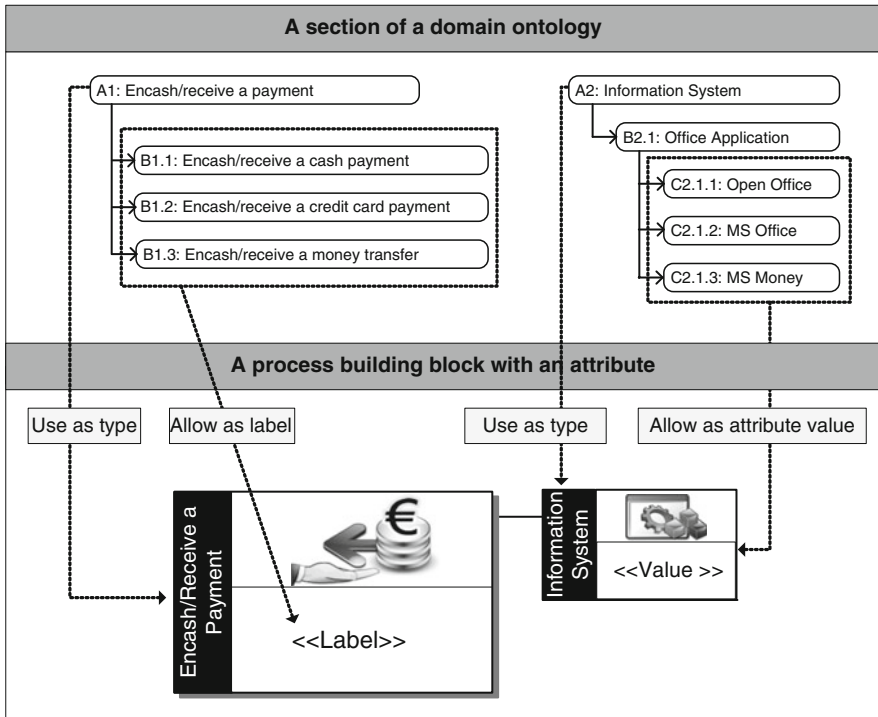 A section of a domain ontology
A1: Encash/receive a payment
B1.1: Encash/receive a cash payment
B1.2: Encash/receive a credit card payment
B1.3: Encash/receive a money transfer
A2: Information System
B2.1: Office Application
C2.1.1: Open Office
C2.1.2: MS Office
C2.1.3: MS Money
A process building block with an attribute
Use as type
Allow as label
Use as type
Allow as attribute value
Encash/Receive a
Payment
€
<<Label>>
Information
System
<<Value >>